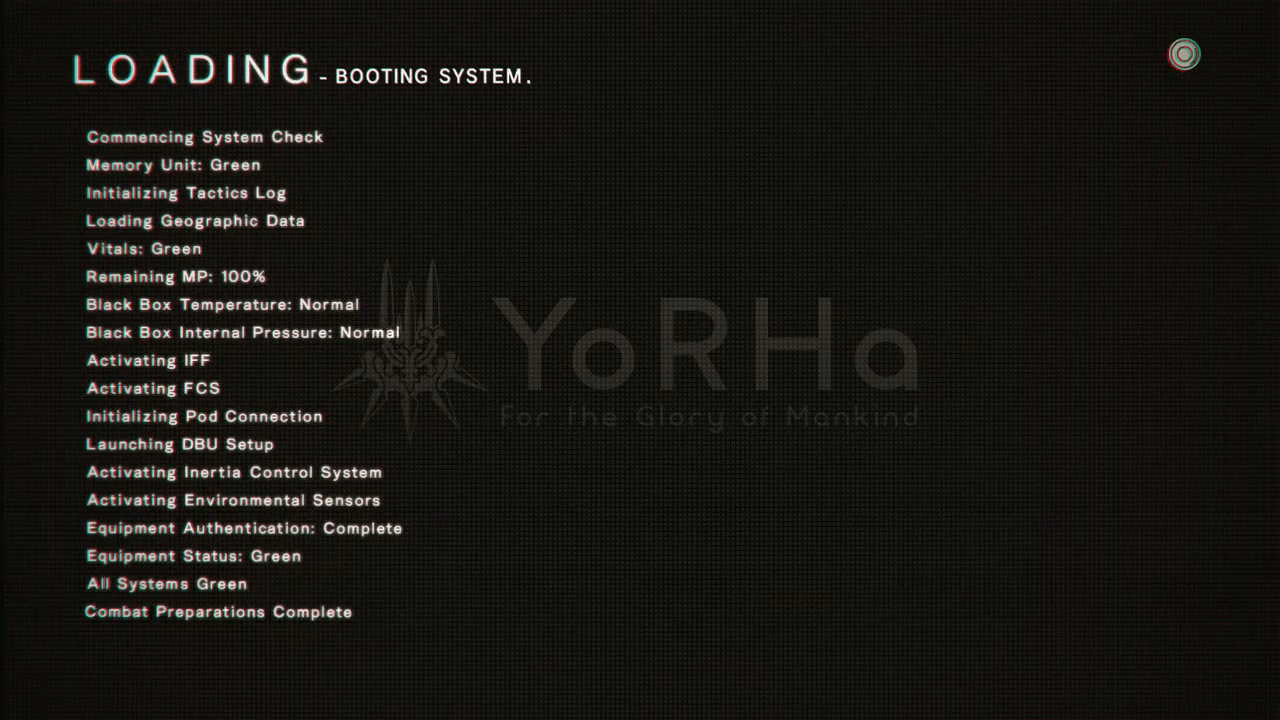 LOADING - BOOTING SYSTEM.
Commencing System Check
Memory Unit: Green
Initializing Tactics Log
Loading Geographic Data
Vitals: Green
Remaining MP: 100%
Black Box Temperature: Normal
Black Box Internal Pressure: Normal
Activating IFF
Activating FCS
Initializing Pod Connection
Launching DBU Setup
Activating Inertia Control System
Activating Environmental Sensors
Equipment Authentication: Complete
Equipment Status: Green
All Systems Green
Combat Preparations Complete
YoRHa
For the Glory of Mankind